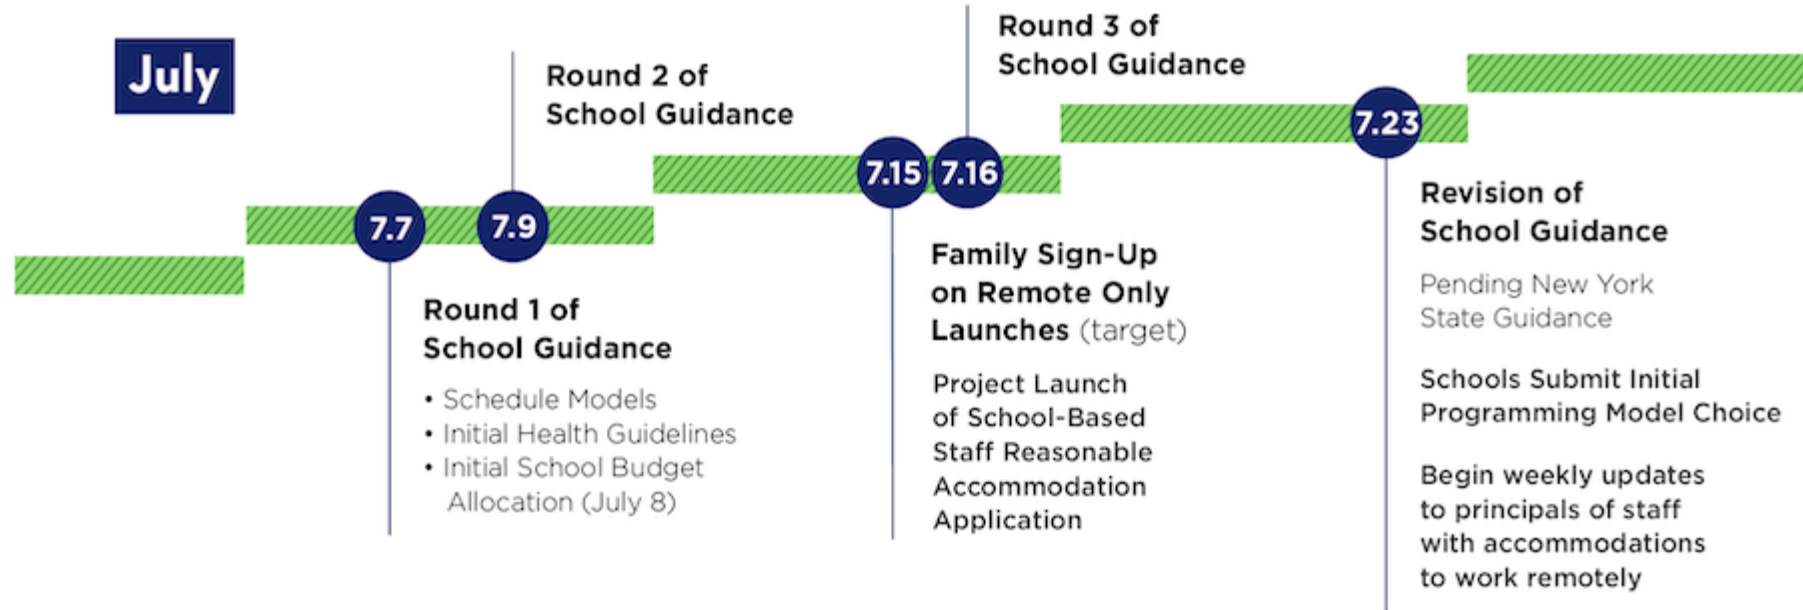 July
7.7
Round 1 of
School Guidance
• Schedule Models
• Initial Health Guidelines
• Initial School Budget
Allocation (July 8)
7.9
Round 2 of
School Guidance
7.15
Family Sign-Up
on Remote Only
Launches (target)
Project Launch
of School-Based
Staff Reasonable
Accommodation
Application
7.16
Round 3 of
School Guidance
7.23
Revision of
School Guidance
Pending New York
State Guidance
Schools Submit Initial
Programming Model Choice
Begin weekly updates
to principals of staff
with accommodations
to work remotely